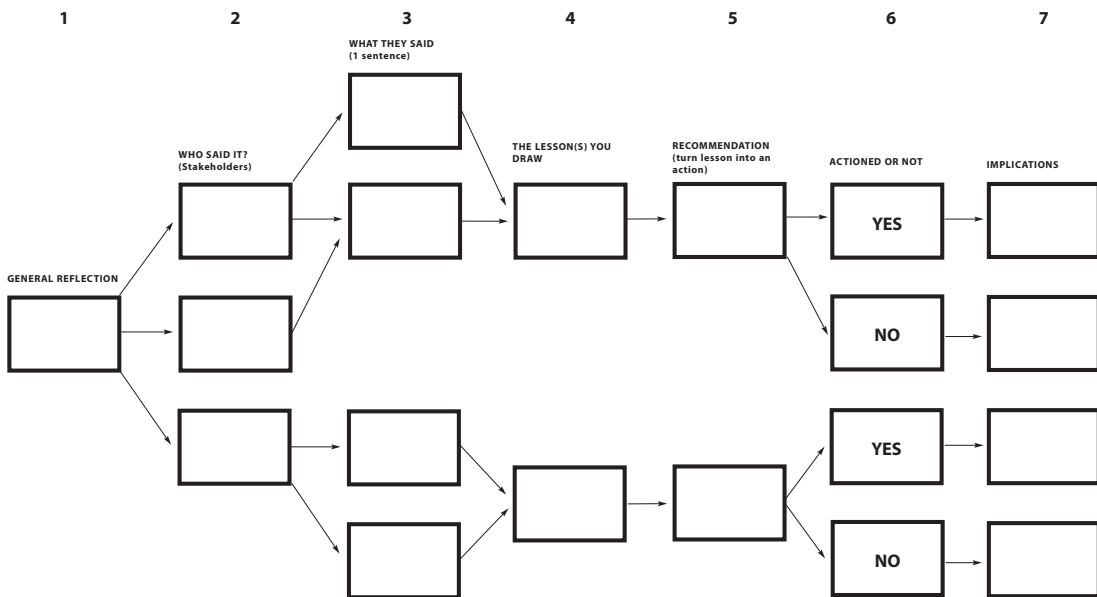 1
2
3
4
5
6
7
WHAT THEY SAID
(1 sentence)
WHO SAID IT?
(Stakeholders)
THE LESSON(S) YOU
DRAW
RECOMMENDATION
(turn lesson into an
action)
ACTIONED OR NOT
IMPLICATIONS
YES
GENERAL REFLECTION
NO
YES
NO